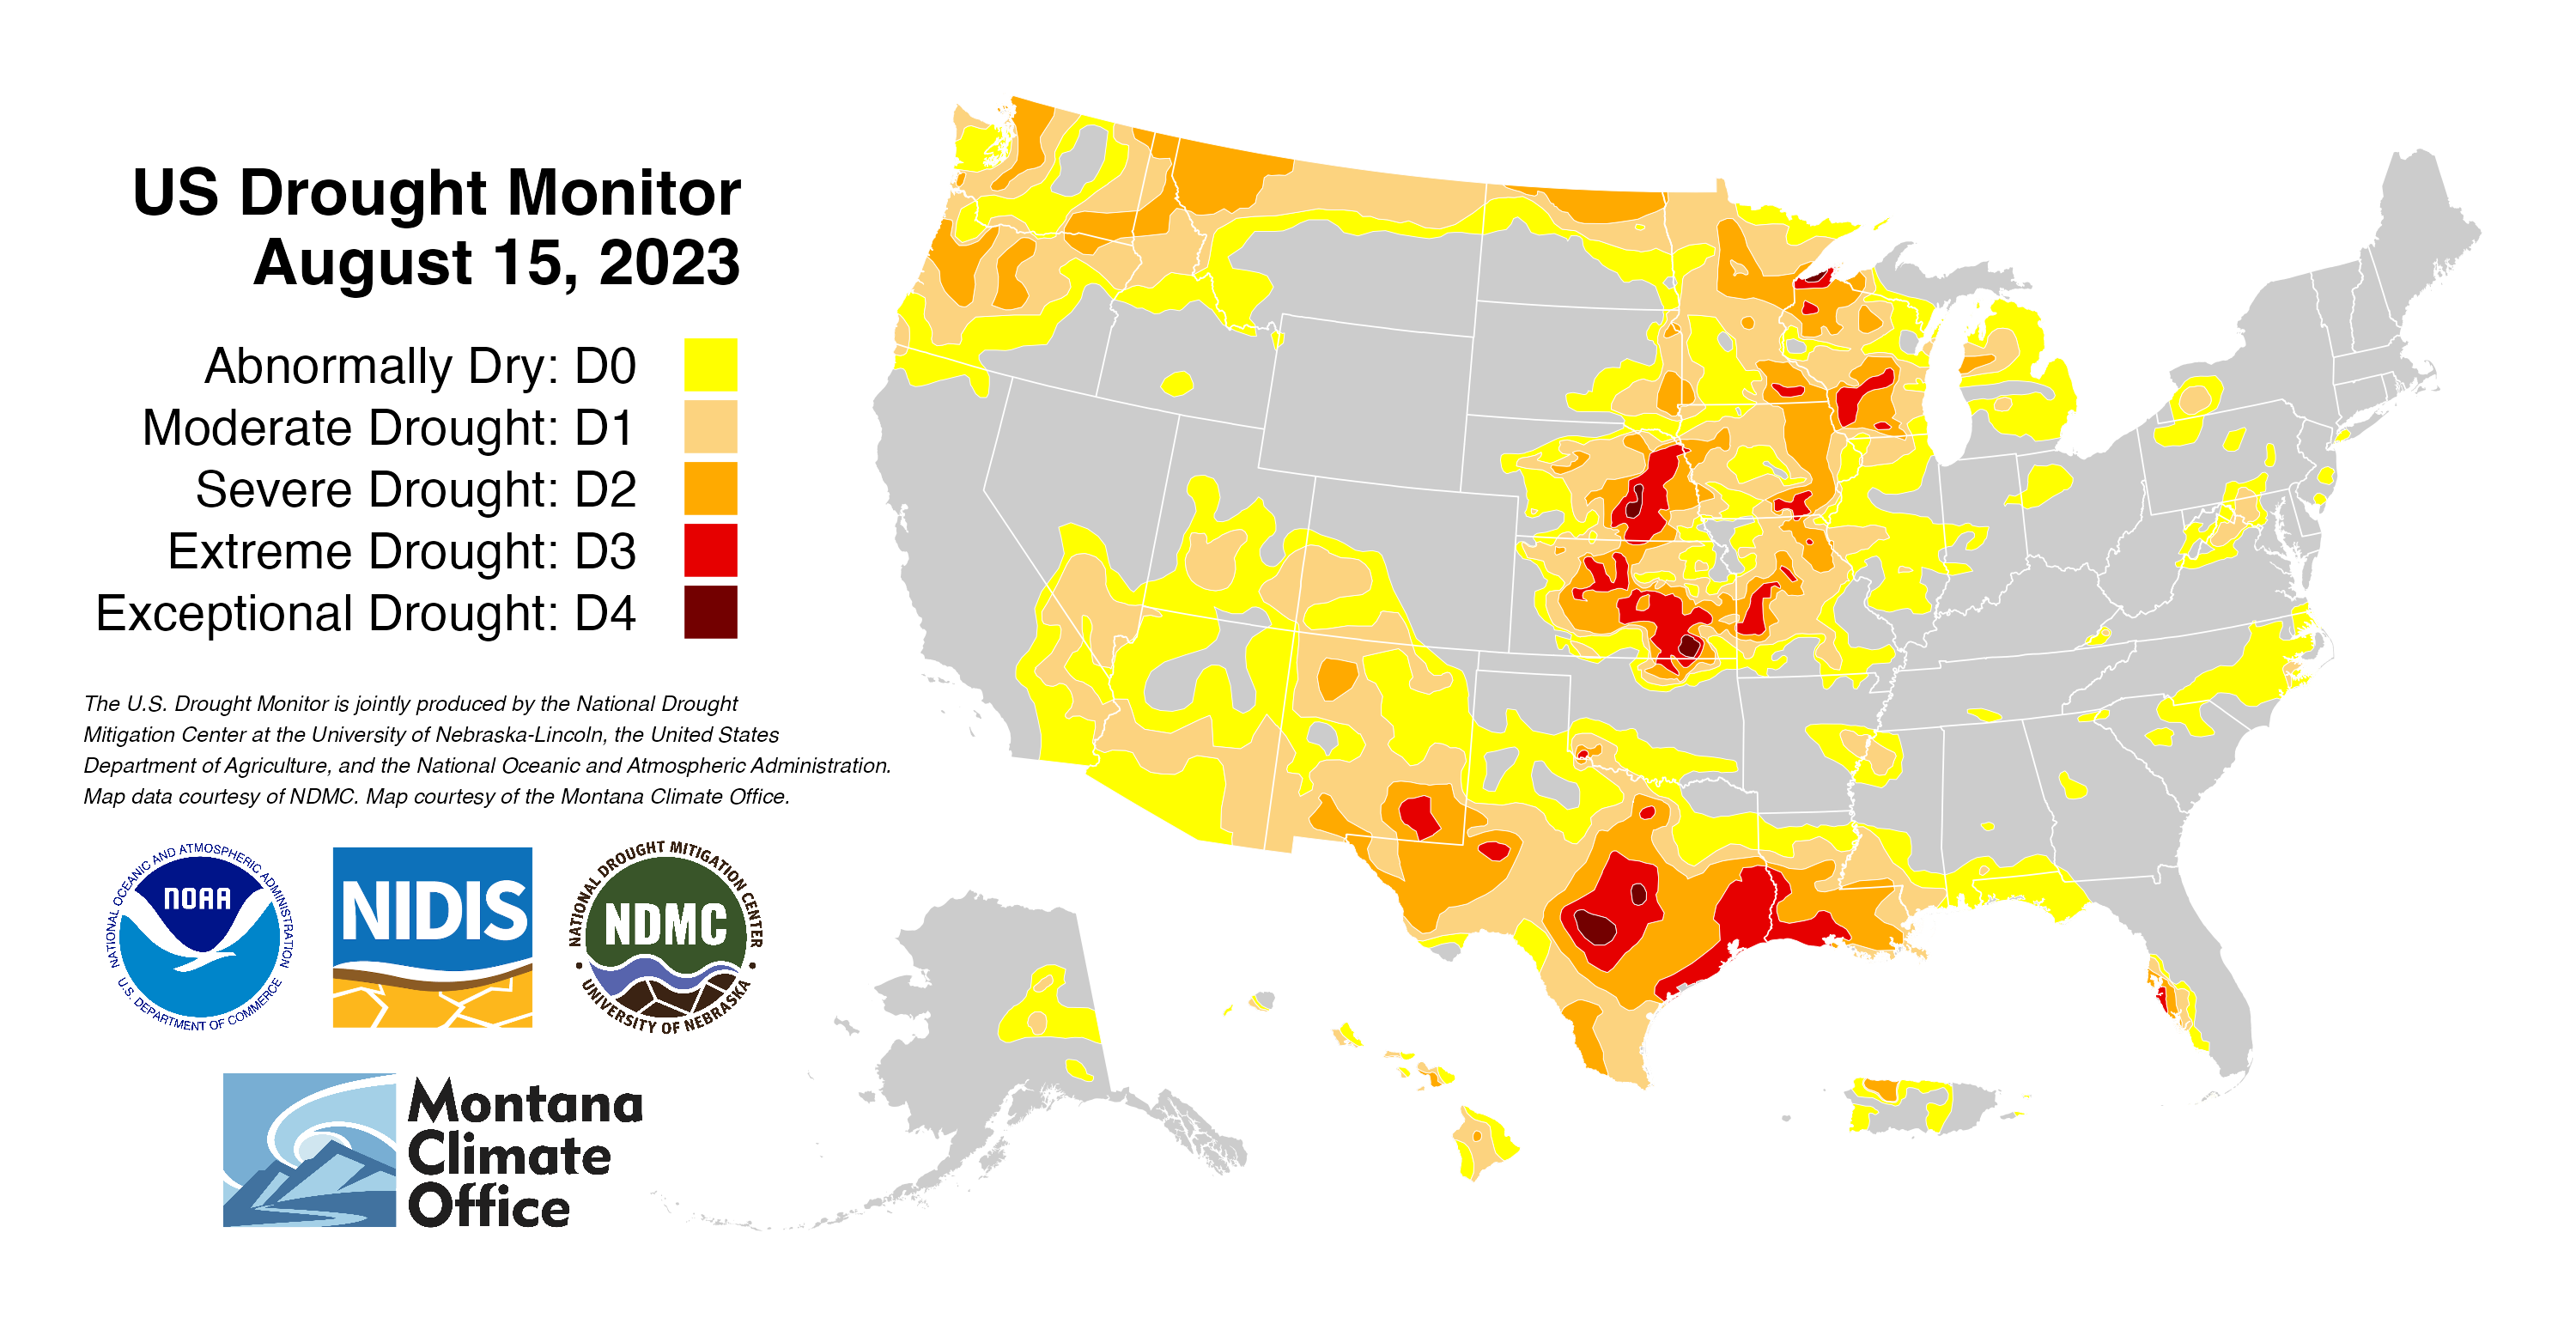 US Drought Monitor
August 15, 2023
Abnormally Dry: D0
Moderate Drought: D1
Severe Drought: D2
Extreme Drought: D3
Exceptional Drought: D4
The U.S. Drought Monitor is jointly produced by the National Drought
Mitigation Center at the University of Nebraska-Lincoln, the United States
Department of Agriculture, and the National Oceanic and Atmospheric Administration.
Map data courtesy of NDMC. Map courtesy of the Montana Climate Office.
NATIONAL OCEANIC AND ATMOSPHERIC ADMINISTRATION
NOAA
U.S. DEPARTMENT OF COMMERCE
NIDIS
NATIONAL DROUGHT MITIGATION CENTER
NDMC
UNIVERSITY OF NEBRASKA
Montana
Climate
Office